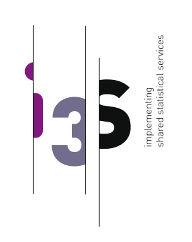 i3S
implementing
shared statistical services